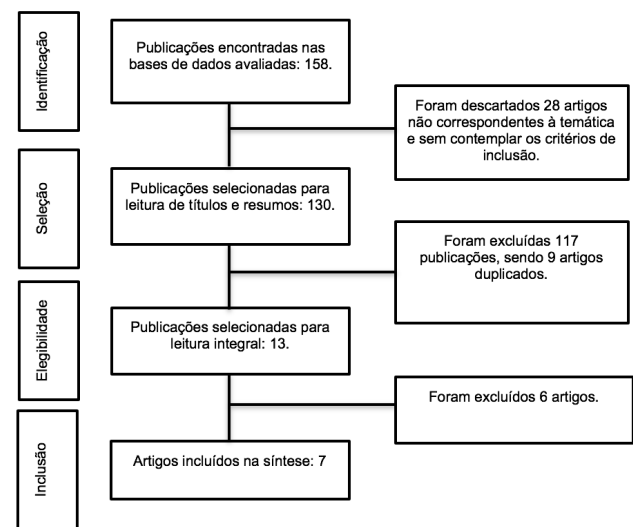 Identificação
Publicações encontradas nas
bases de dados avaliadas: 158.
Foram descartados 28 artigos
não correspondentes à temática
e sem contemplar os critérios de
inclusão.
Seleção
Publicações selecionadas para
leitura de títulos e resumos: 130.
Foram excluídas 117
publicações, sendo 9 artigos
duplicados.
Elegibilidade
Publicações selecionadas para
leitura integral: 13.
Foram excluídos 6 artigos.
Inclusão
Artigos incluídos na síntese: 7